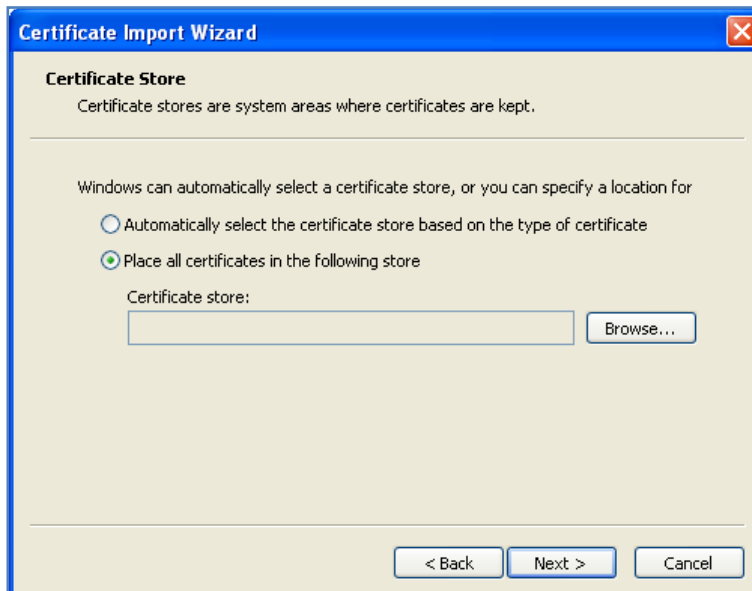 Certificate Import Wizard
Certificate Store
Certificate stores are system areas where certificates are kept.
Windows can automatically select a certificate store, or you can specify a location for
Automatically select the certificate store based on the type of certificate
Place all certificates in the following store
Certificate store:
Browse...
< Back Next > Cancel